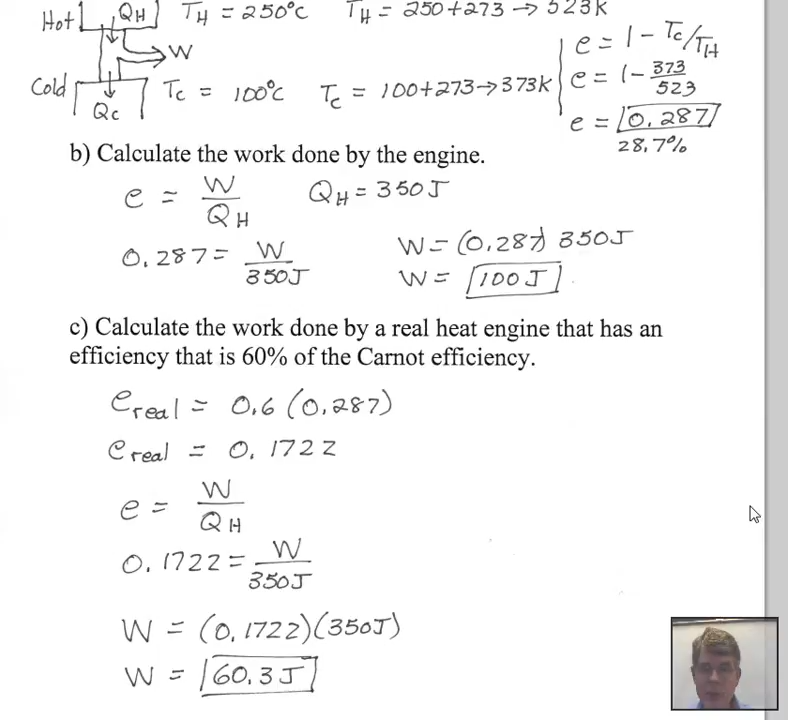 Hot QH TH = 250°C TH = 250+273 → 523K
W
e = 1 - Tc/TH
Cold Qc Tc = 100°C Tc = 100+273→373K
e = 1- 373/523
e = 0.287
28.7%
b) Calculate the work done by the engine.
e = W/QH QH = 350J
0.287 = W/350J W = (0.287) 350J
W = 100J
c) Calculate the work done by a real heat engine that has an
efficiency that is 60% of the Carnot efficiency.
ereal = 0.6 (0.287)
ereal = 0.1722
e = W/QH
0.1722 = W/350J
W = (0.1722)(350J)
W = 60.3J